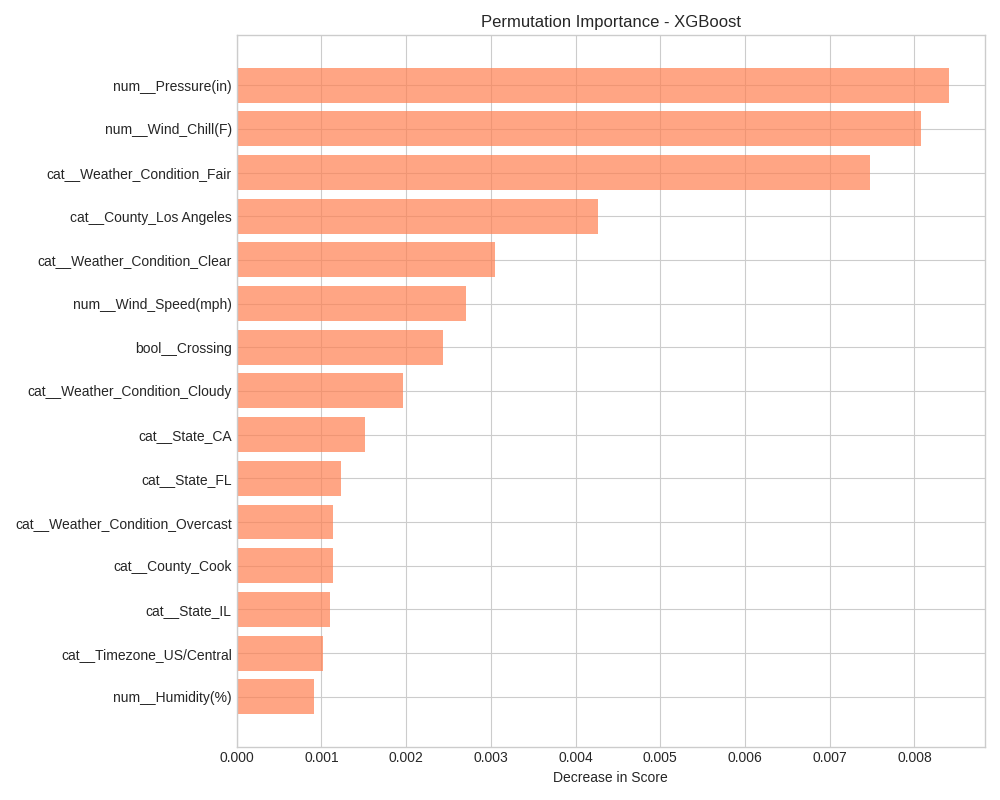 Permutation Importance - XGBoost
num__Pressure(in)
num__Wind_Chill(F)
cat__Weather_Condition_Fair
cat__County_Los Angeles
cat__Weather_Condition_Clear
num__Wind_Speed(mph)
bool__Crossing
cat__Weather_Condition_Cloudy
cat__State_CA
cat__State_FL
cat__Weather_Condition_Overcast
cat__County_Cook
cat__State_IL
cat__Timezone_US/Central
num__Humidity(%)
0.000 0.001 0.002 0.003 0.004 0.005 0.006 0.007 0.008
Decrease in Score